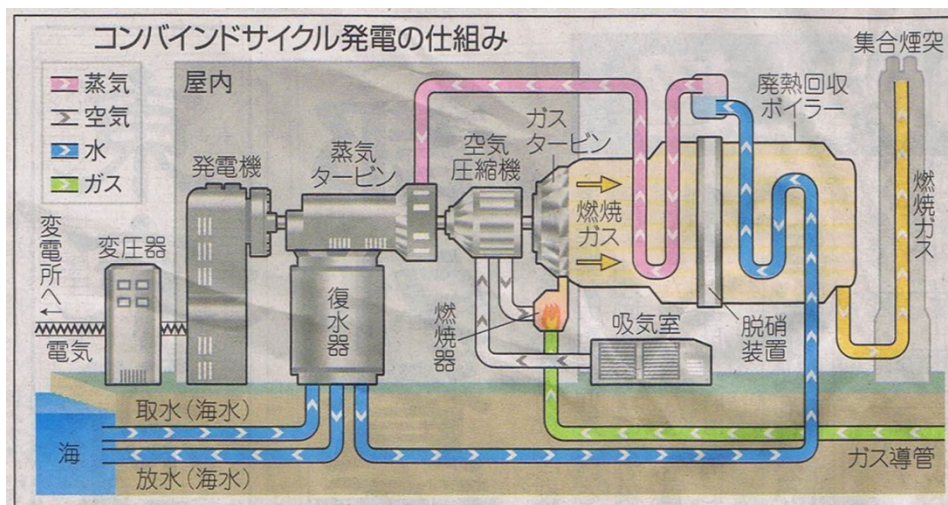 コンバインドサイクル発電の仕組み
蒸気
空気
水
ガス
屋内
集合煙突
廃熱回収
ボイラー
ガス
タービン
空気
圧縮機
蒸気
タービン
発電機
変圧器
変電所へ
電気
復水器
燃焼
ガス
燃焼ガス
燃焼器
吸気室
脱硝
装置
取水(海水)
海
放水(海水)
ガス導管